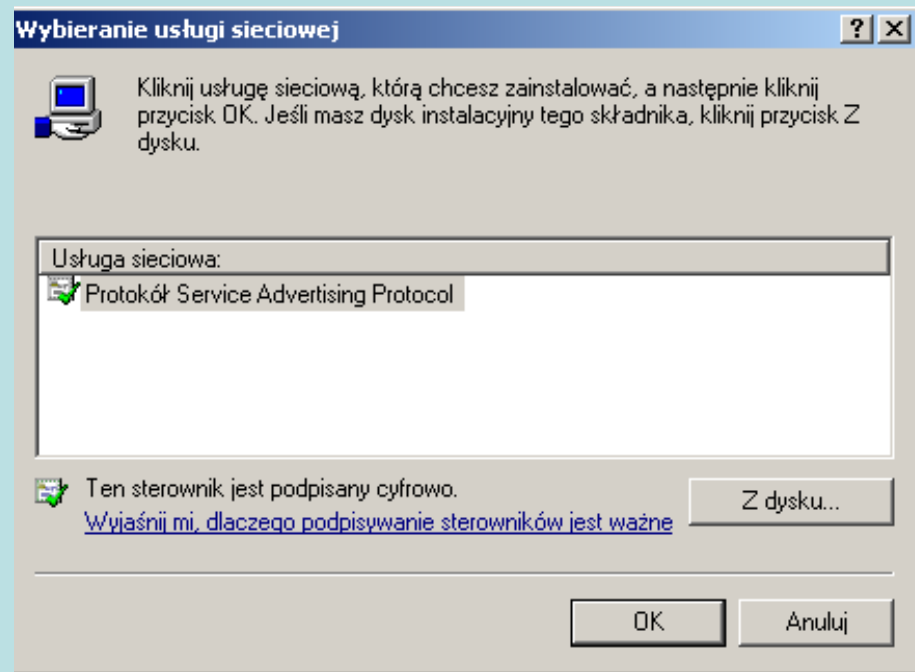 Wybieranie usługi sieciowej
Kliknij usługę sieciową, którą chcesz zainstalować, a następnie kliknij
przycisk OK. Jeśli masz dysk instalacyjny tego składnika, kliknij przycisk Z
dysku.
Usługa sieciowa:
Protokół Service Advertising Protocol
Ten sterownik jest podpisany cyfrowo.
Wyjaśnij mi, dlaczego podpisywanie sterowników jest ważne
Z dysku...
OK
Anuluj